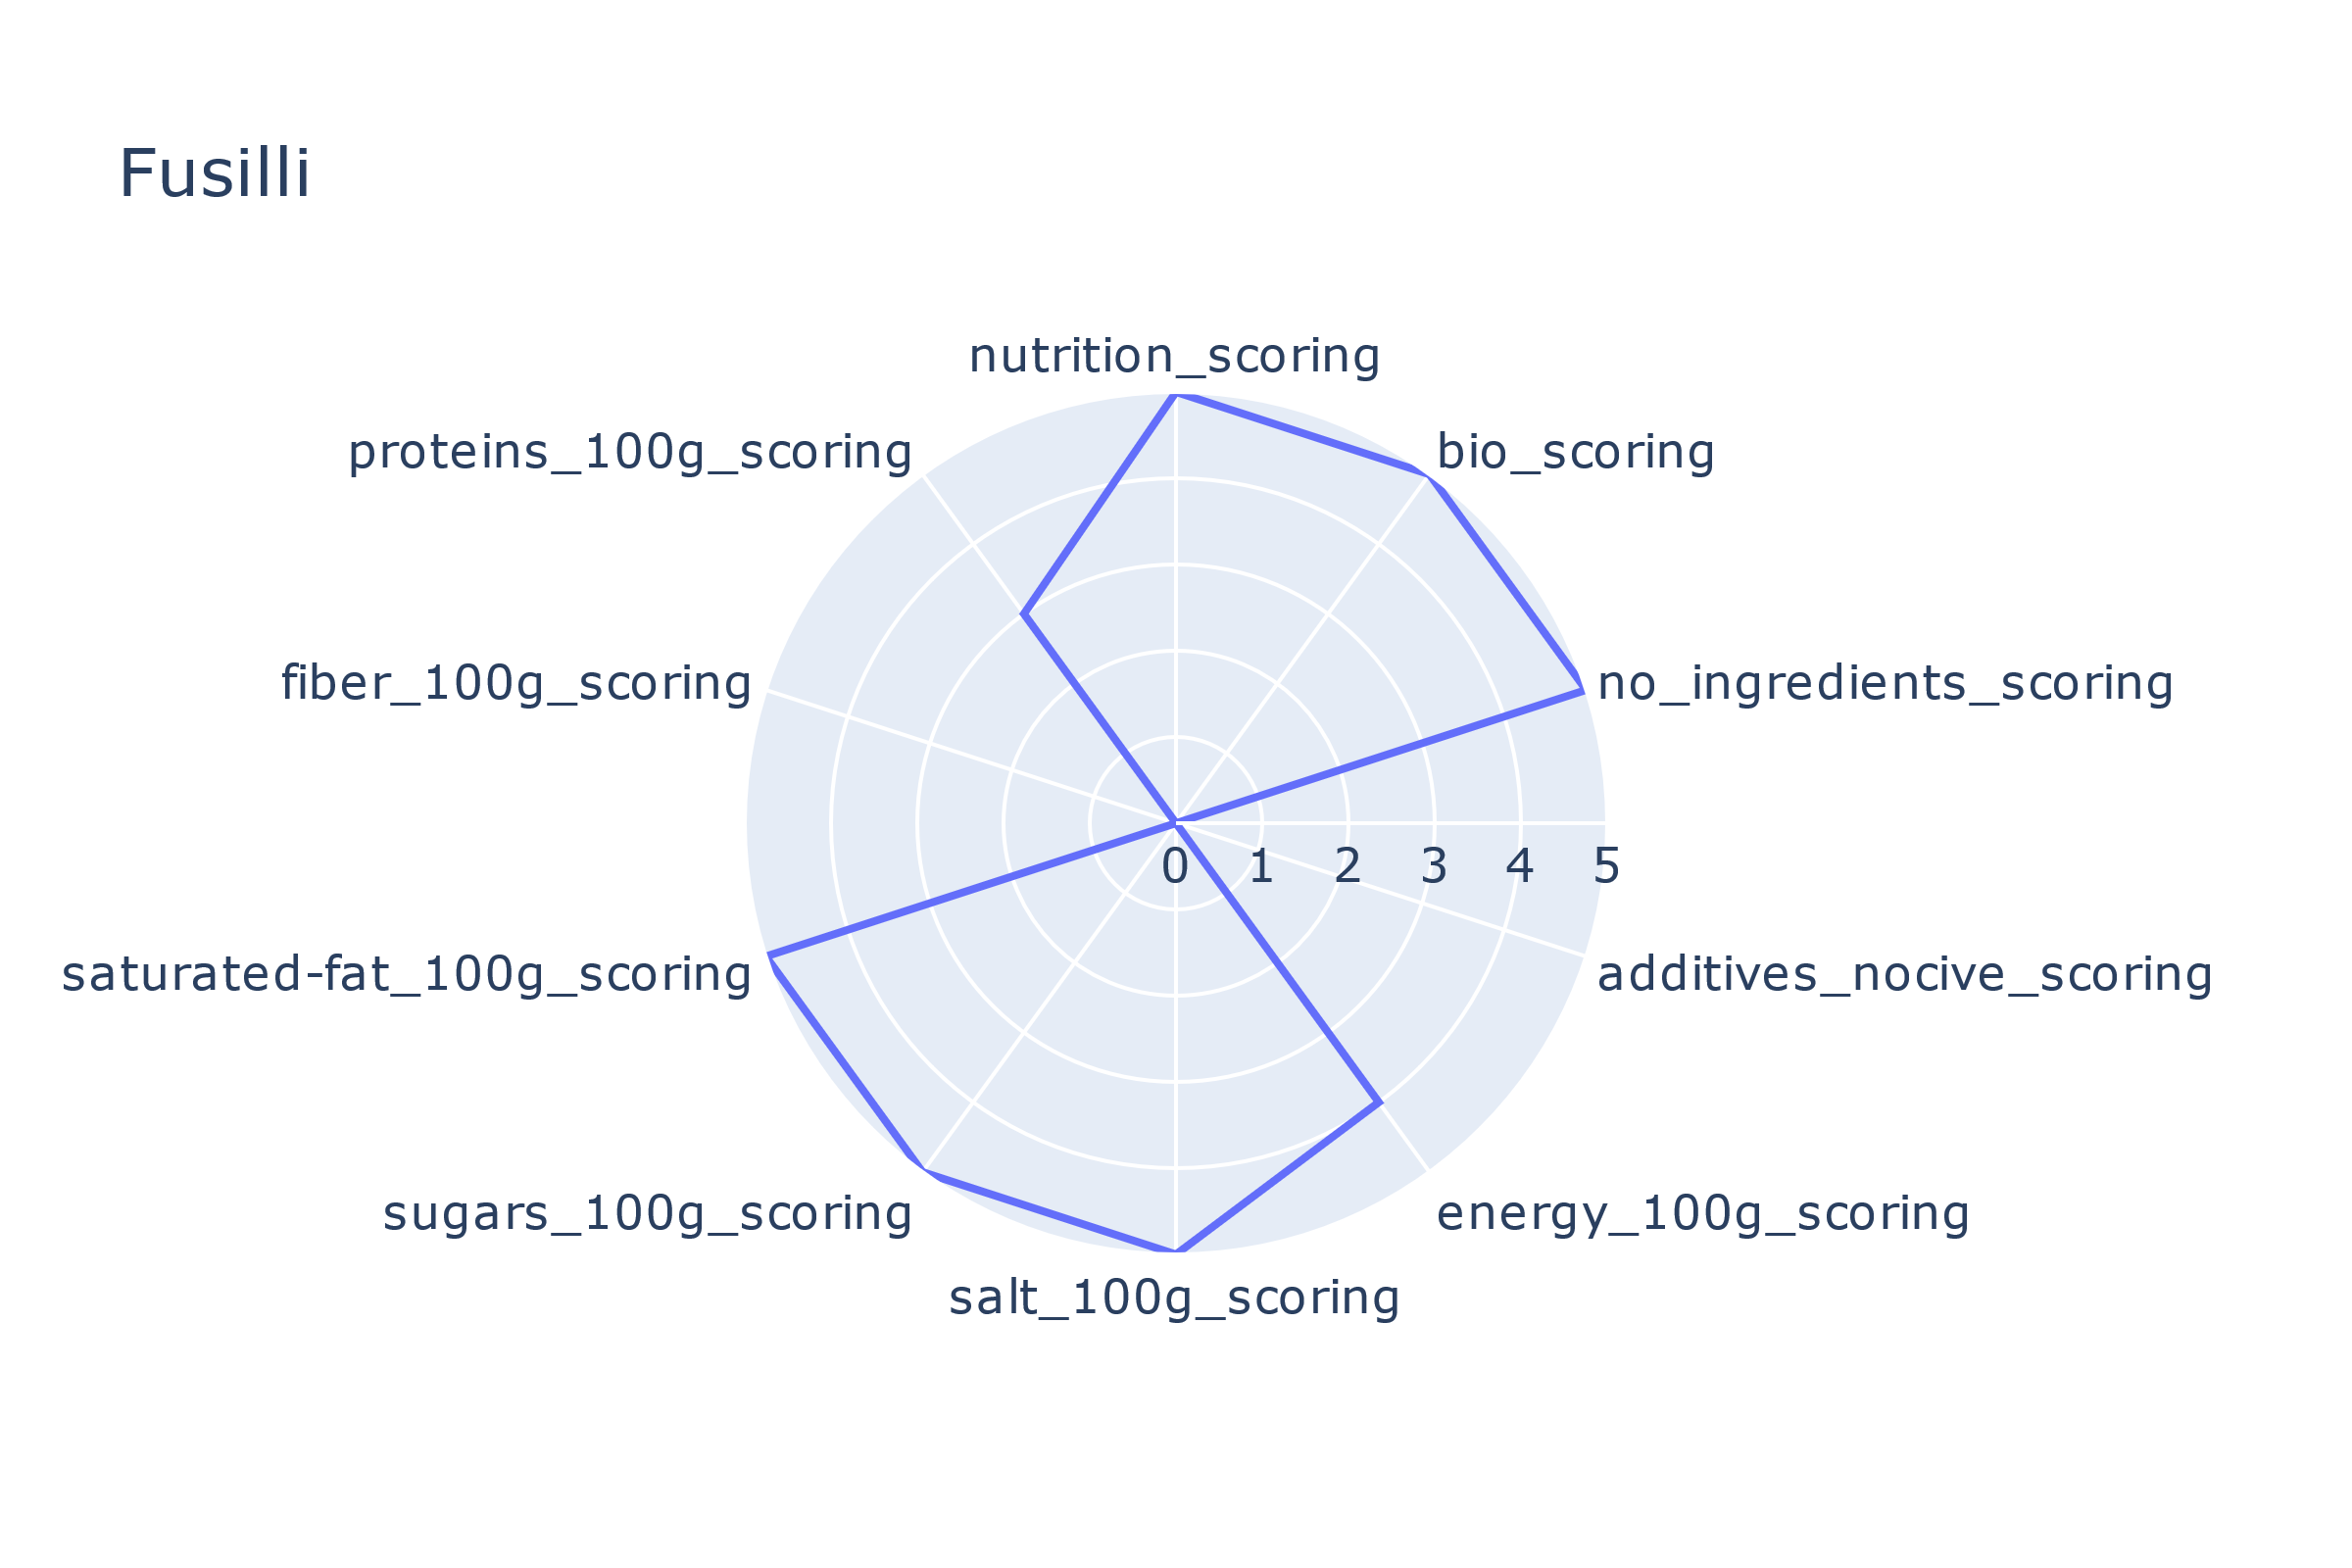 Fusilli
nutrition_scoring
proteins_100g_scoring
bio_scoring
fiber_100g_scoring
no_ingredients_scoring
0 1 2 3 4 5
saturated-fat_100g_scoring
additives_nocive_scoring
sugars_100g_scoring
energy_100g_scoring
salt_100g_scoring